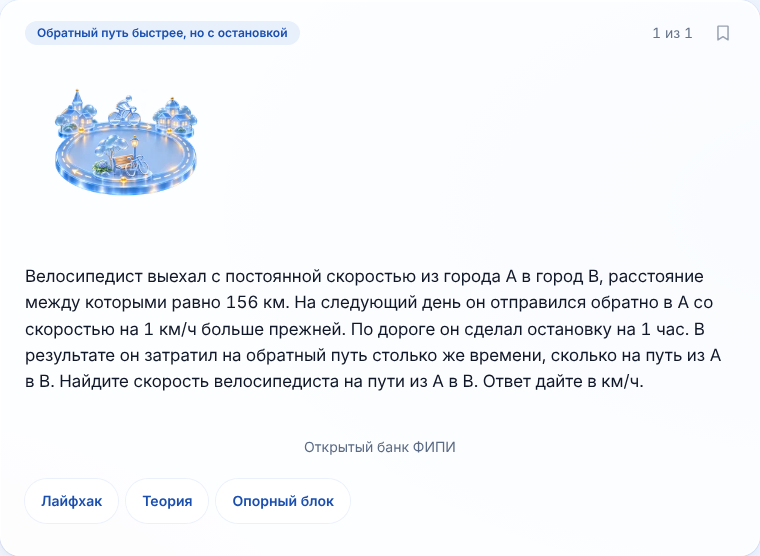 Обратный путь быстрее, но с остановкой
1 из 1
Велосипедист выехал с постоянной скоростью из города А в город В, расстояние
между которыми равно 156 км. На следующий день он отправился обратно в А со
скоростью на 1 км/ч больше прежней. По дороге он сделал остановку на 1 час. В
результате он затратил на обратный путь столько же времени, сколько на путь из А
в В. Найдите скорость велосипедиста на пути из А в В. Ответ дайте в км/ч.
Открытый банк ФИПИ
Лайфхак
Теория
Опорный блок